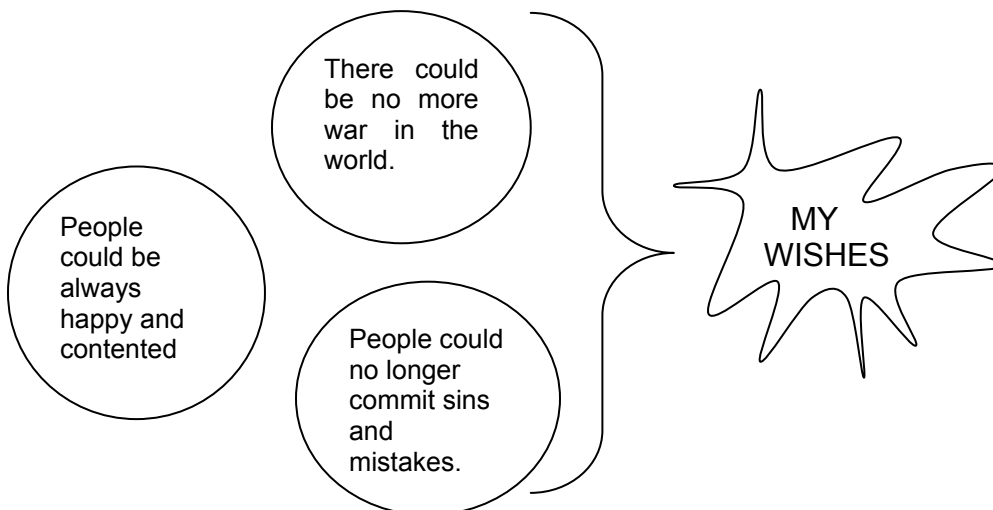 There could
be no more
war in the
world.
People
could be
always
happy and
contented
People could
no longer
commit sins
and
mistakes.
MY
WISHES